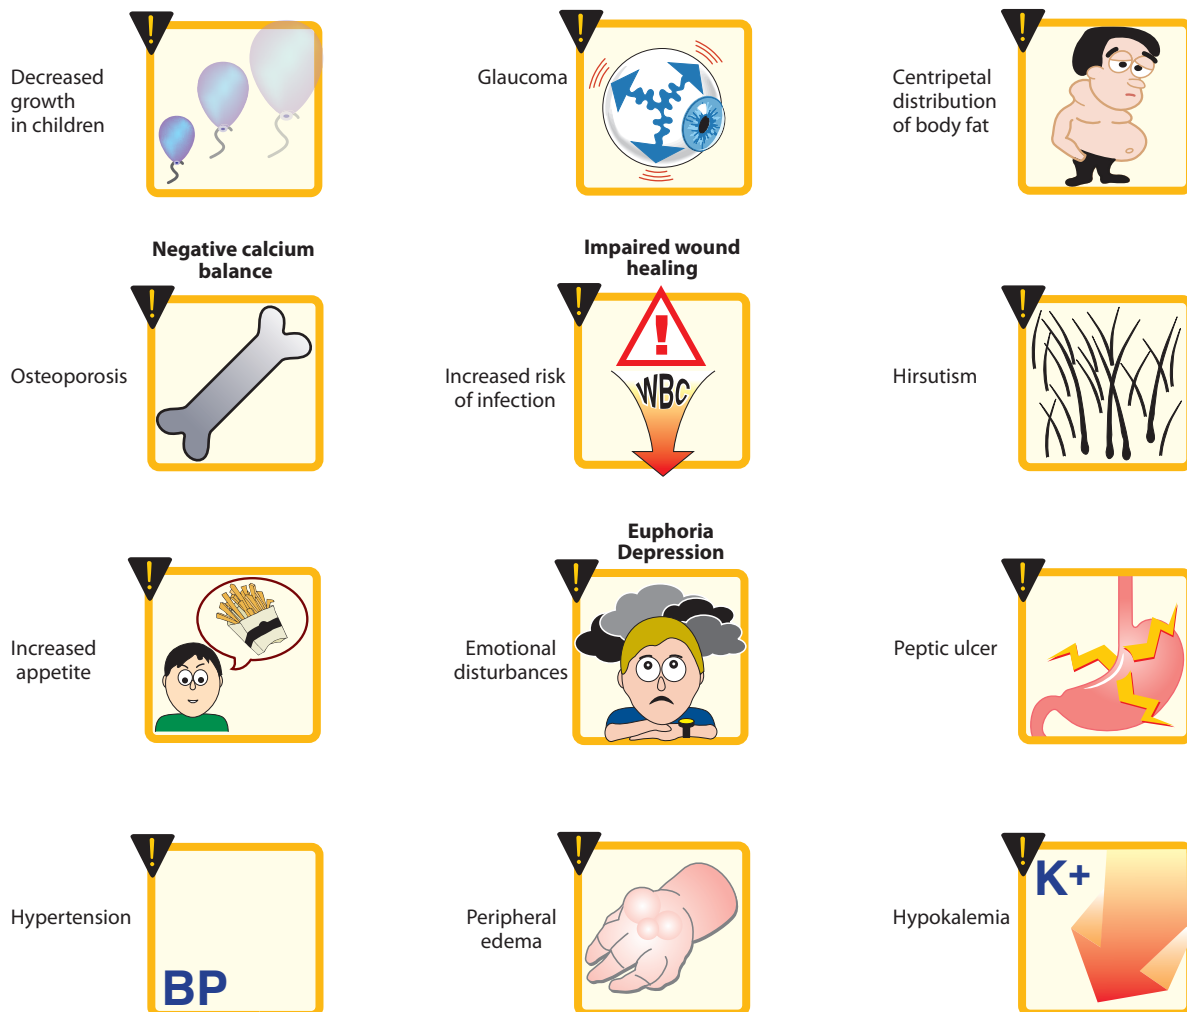 Decreased
growth
in children
!
Glaucoma
!
Centripetal
distribution
of body fat
!
Negative calcium
balance
Osteoporosis
!
Impaired wound
healing
Increased risk
of infection
!
!
WBC
Hirsutism
!
Increased
appetite
!
Euphoria
Depression
Emotional
disturbances
!
Peptic ulcer
!
Hypertension
!
BP
Peripheral
edema
!
Hypokalemia
!
K+